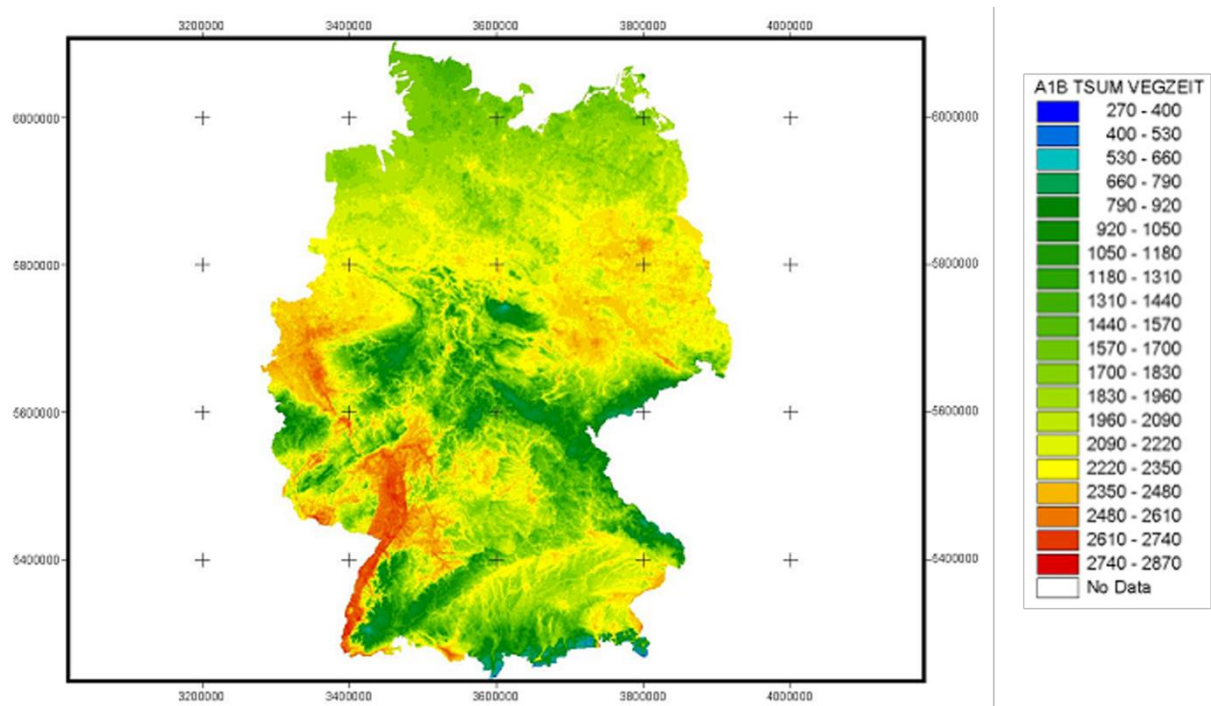 3200000 3400000 3600000 3800000 4000000
6000000 6000000
5800000 5800000
5600000 5600000
5400000 5400000
3200000 3400000 3600000 3800000 4000000
A1B TSUM VEGZEIT
270 - 400
400 - 530
530 - 660
660 - 790
790 - 920
920 - 1050
1050 - 1180
1180 - 1310
1310 - 1440
1440 - 1570
1570 - 1700
1700 - 1830
1830 - 1960
1960 - 2090
2090 - 2220
2220 - 2350
2350 - 2480
2480 - 2610
2610 - 2740
2740 - 2870
No Data